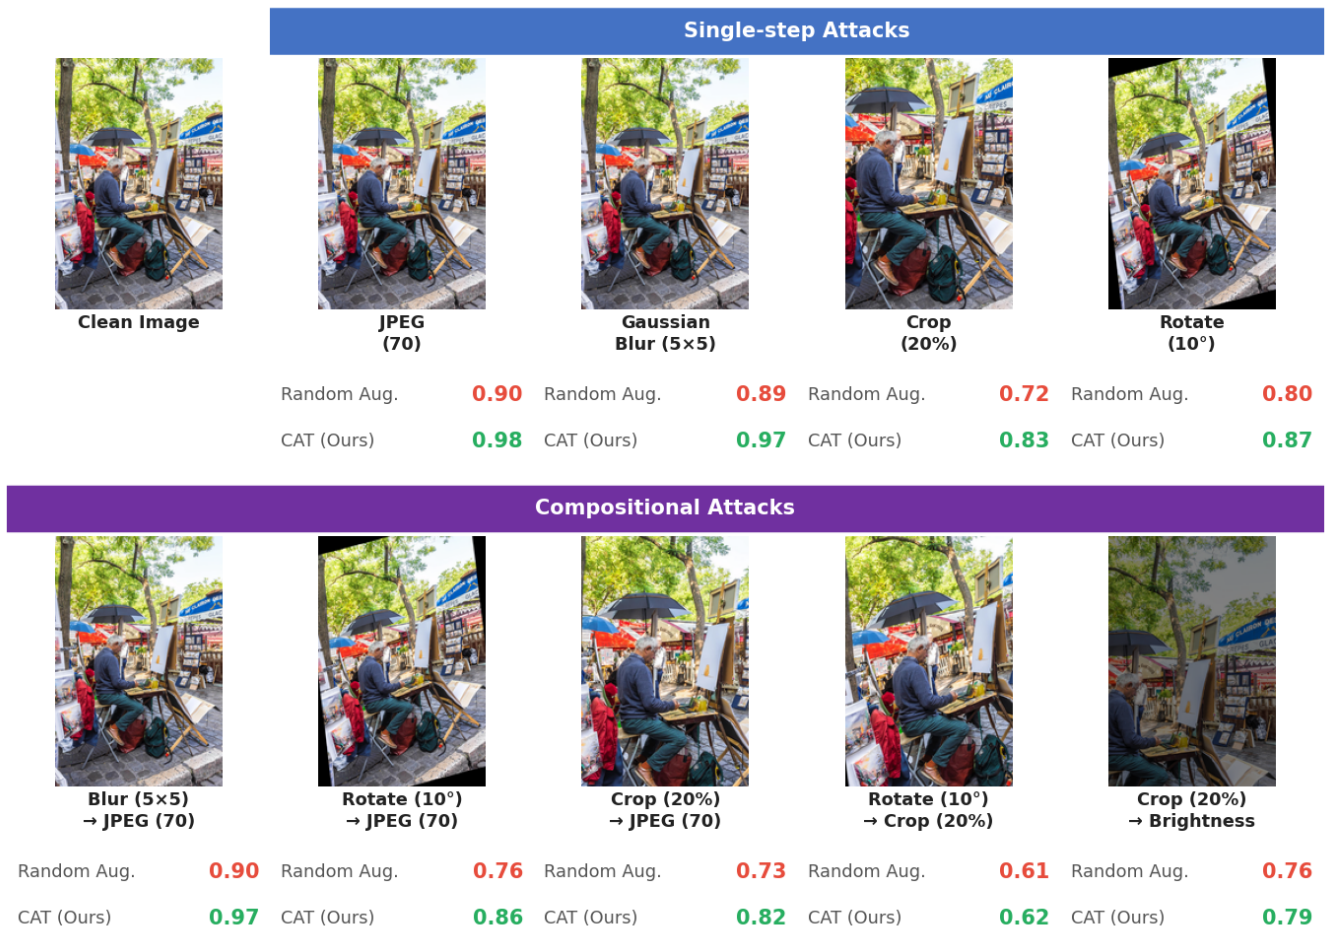 Single-step Attacks
Clean Image
JPEG
(70)
Gaussian
Blur (5×5)
Crop
(20%)
Rotate
(10°)
Random Aug. 0.90
CAT (Ours) 0.98
Random Aug. 0.89
CAT (Ours) 0.97
Random Aug. 0.72
CAT (Ours) 0.83
Random Aug. 0.80
CAT (Ours) 0.87
Compositional Attacks
Blur (5×5)
→ JPEG (70)
Rotate (10°)
→ JPEG (70)
Crop (20%)
→ JPEG (70)
Rotate (10°)
→ Crop (20%)
Crop (20%)
→ Brightness
Random Aug. 0.90
CAT (Ours) 0.97
Random Aug. 0.76
CAT (Ours) 0.86
Random Aug. 0.73
CAT (Ours) 0.82
Random Aug. 0.61
CAT (Ours) 0.62
Random Aug. 0.76
CAT (Ours) 0.79